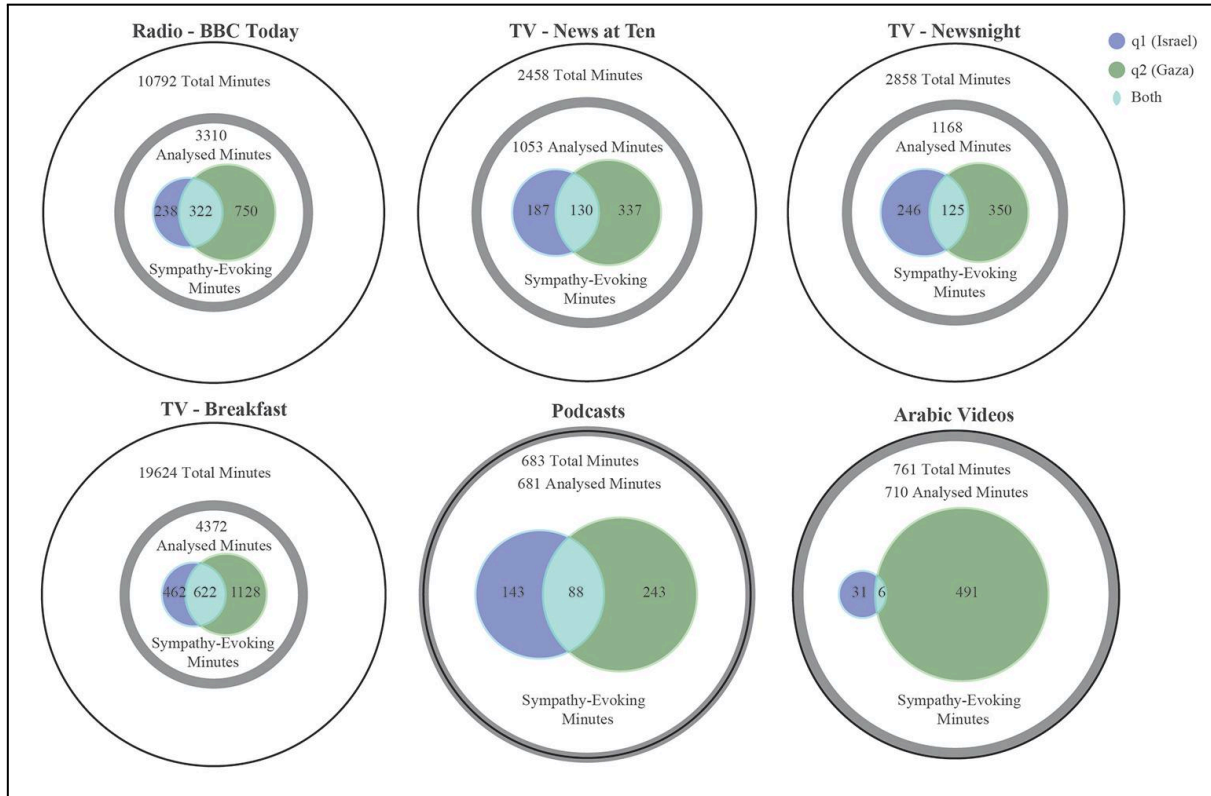 Radio - BBC Today
10792 Total Minutes
3310
Analysed Minutes
238 322 750
Sympathy-Evoking
Minutes
TV - News at Ten
2458 Total Minutes
1053 Analysed Minutes
187 130 337
Sympathy-Evoking
Minutes
TV - Newsnight
2858 Total Minutes
1168
Analysed Minutes
246 125 350
Sympathy-Evoking
Minutes
q1 (Israel)
q2 (Gaza)
Both
TV - Breakfast
19624 Total Minutes
4372
Analysed Minutes
462 622 1128
Sympathy-Evoking
Minutes
Podcasts
683 Total Minutes
681 Analysed Minutes
143 88 243
Sympathy-Evoking
Minutes
Arabic Videos
761 Total Minutes
710 Analysed Minutes
31 6 491
Sympathy-Evoking
Minutes